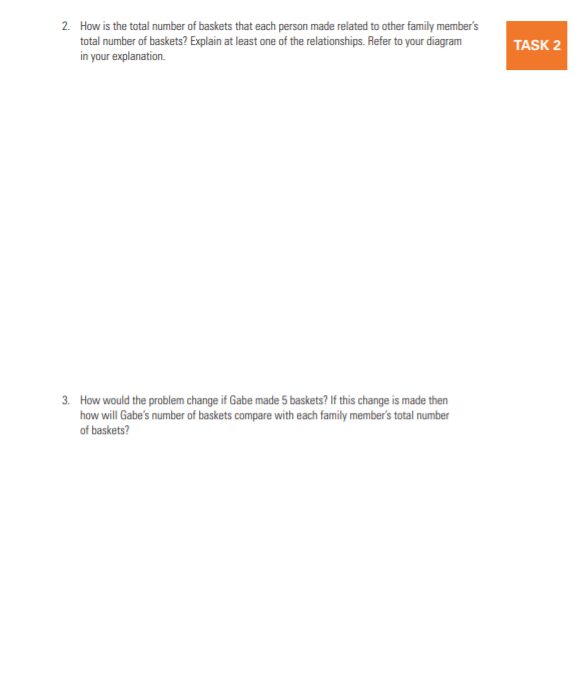 2. How is the total number of baskets that each person made related to other family member's
total number of baskets? Explain at least one of the relationships. Refer to your diagram
in your explanation.
TASK 2
3. How would the problem change if Gabe made 5 baskets? If this change is made then
how will Gabe's number of baskets compare with each family member's total number
of baskets?